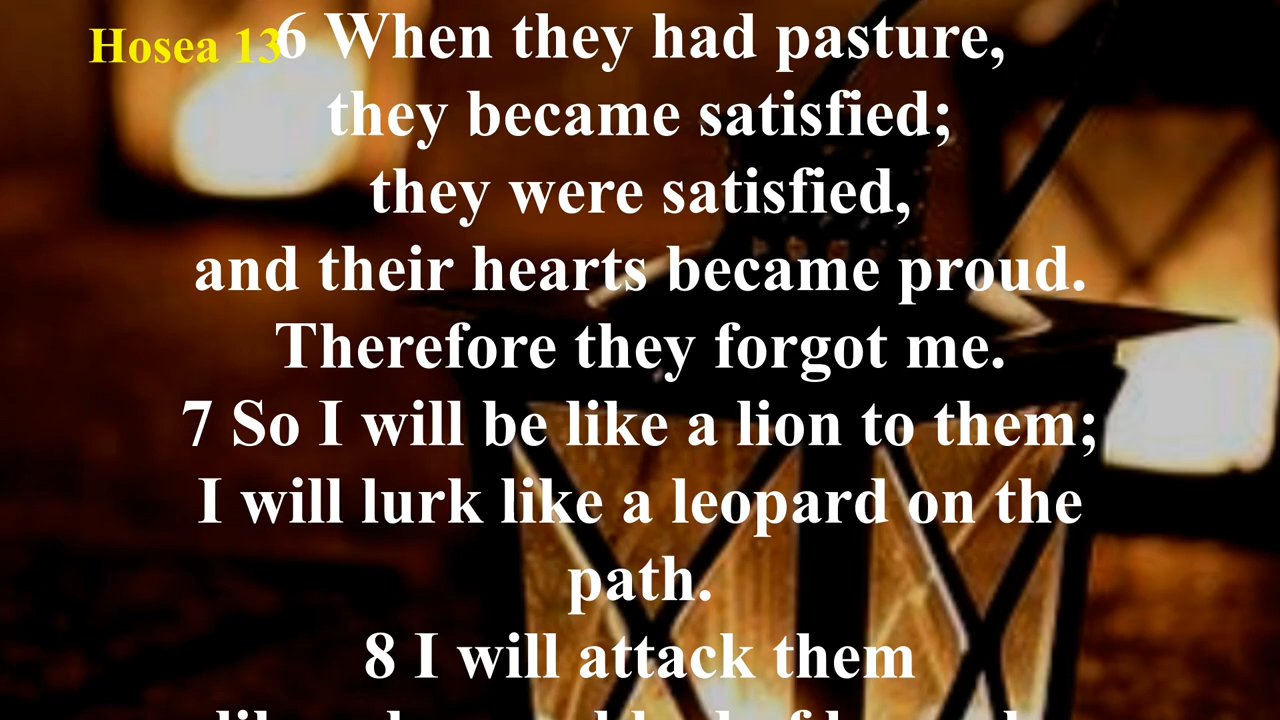 Hosea 13
6 When they had pasture,
they became satisfied;
they were satisfied,
and their hearts became proud.
Therefore they forgot me.
7 So I will be like a lion to them;
I will lurk like a leopard on the
path.
8 I will attack them